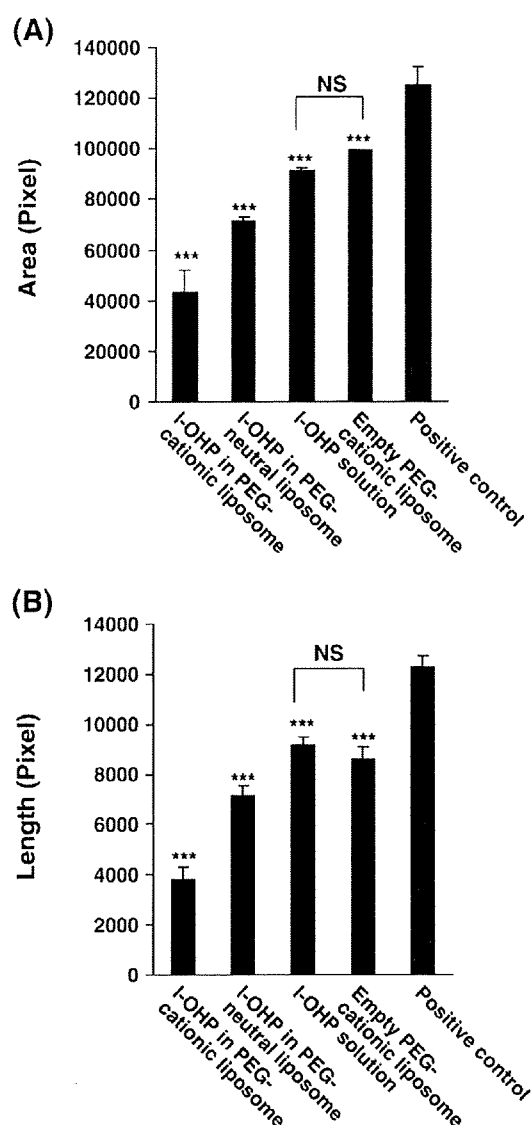 (A)
Area (Pixel)
140000
120000
100000
80000
60000
40000
20000
0
NS
***
***
***
***
l-OHP in PEG-
cationic liposome
l-OHP in PEG-
neutral liposome
l-OHP solution
Empty PEG-
cationic liposome
Positive control
(B)
Length (Pixel)
14000
12000
10000
8000
6000
4000
2000
0
NS
***
***
***
***
l-OHP in PEG-
cationic liposome
l-OHP in PEG-
neutral liposome
l-OHP solution
Empty PEG-
cationic liposome
Positive control